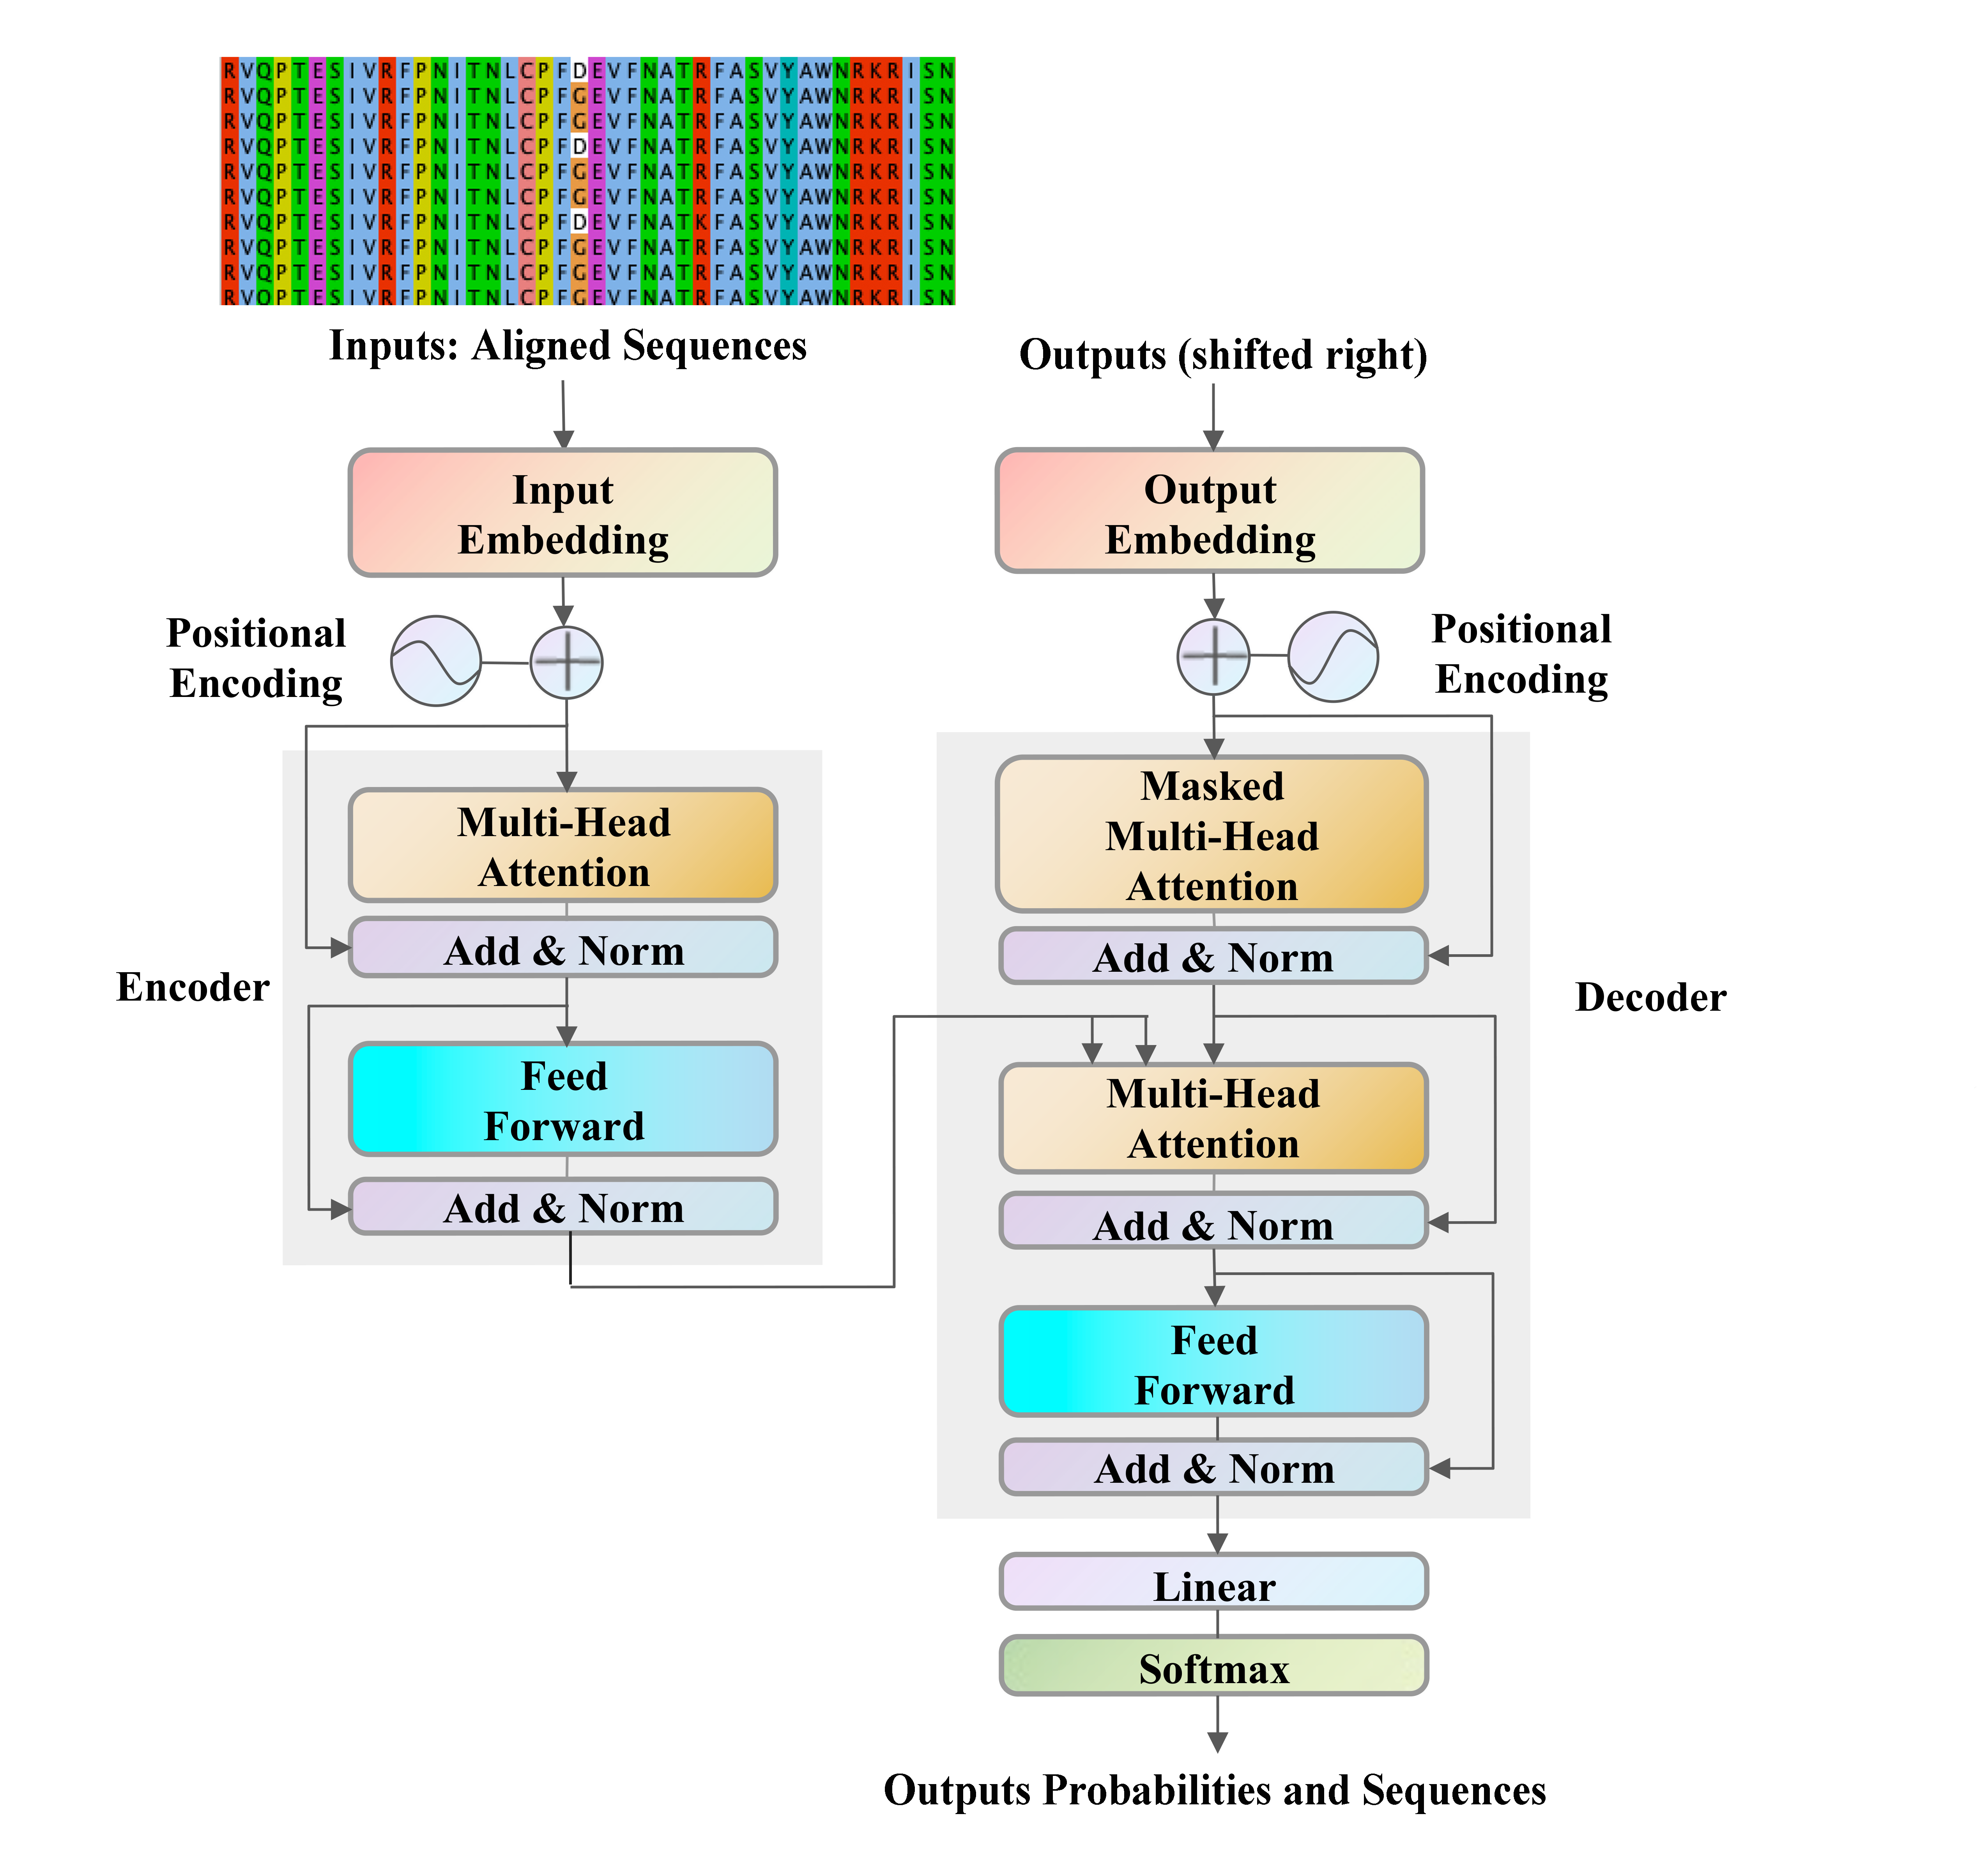 RVQPTESIVRFPNITNLCPFDEVFNATRFASVYAWNRKRISN
RVQPTESIVRFPNITNLCPFGEVFNATRFASVYAWNRKRISN
RVQPTESIVRFPNITNLCPFGEVFNATRFASVYAWNRKRISN
RVQPTESIVRFPNITNLCPFDEVFNATRFASVYAWNRKRISN
RVQPTESIVRFPNITNLCPFGEVFNATRFASVYAWNRKRISN
RVQPTESIVRFPNITNLCPFGEVFNATRFASVYAWNRKRISN
RVQPTESIVRFPNITNLCPFDEVFNATKFASVYAWNRKRISN
RVQPTESIVRFPNITNLCPFGEVFNATRFASVYAWNRKRISN
RVQPTESIVRFPNITNLCPFGEVFNATRFASVYAWNRKRISN
RVQPTESIVRFPNITNLCPFGEVFNATRFASVYAWNRKRISN
Inputs: Aligned Sequences
Input
Embedding
Positional
Encoding
Encoder
Multi-Head
Attention
Add & Norm
Feed
Forward
Add & Norm
Outputs (shifted right)
Output
Embedding
Positional
Encoding
Decoder
Masked
Multi-Head
Attention
Add & Norm
Multi-Head
Attention
Add & Norm
Feed
Forward
Add & Norm
Linear
Softmax
Outputs Probabilities and Sequences